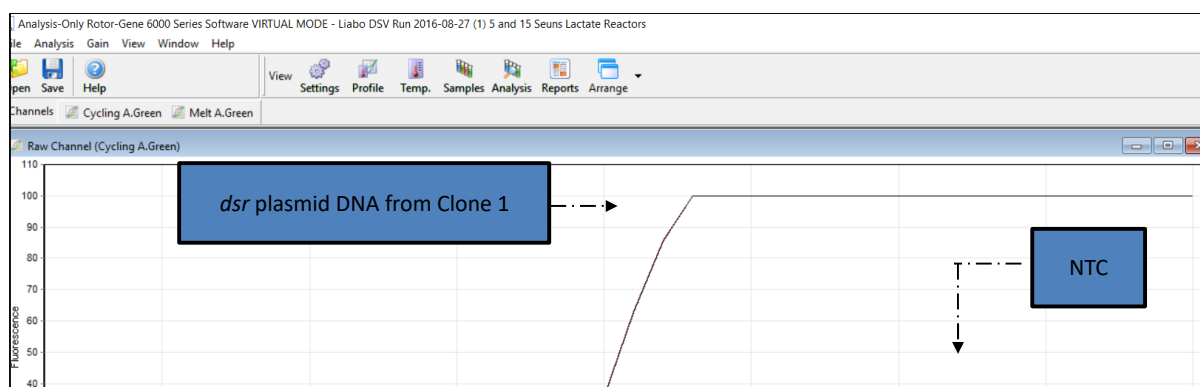 Analysis-Only Rotor-Gene 6000 Series Software VIRTUAL MODE - Liabo DSV Run 2016-08-27 (1) 5 and 15 Seuns Lactate Reactors
ile Analysis Gain View Window Help
pen Save Help View Settings Profile Temp. Samples Analysis Reports Arrange
Channels Cycling A.Green Melt A.Green
Raw Channel (Cycling A.Green)
110
100
90
80
70
60
50
40
Fluorescence
dsr plasmid DNA from Clone 1
NTC